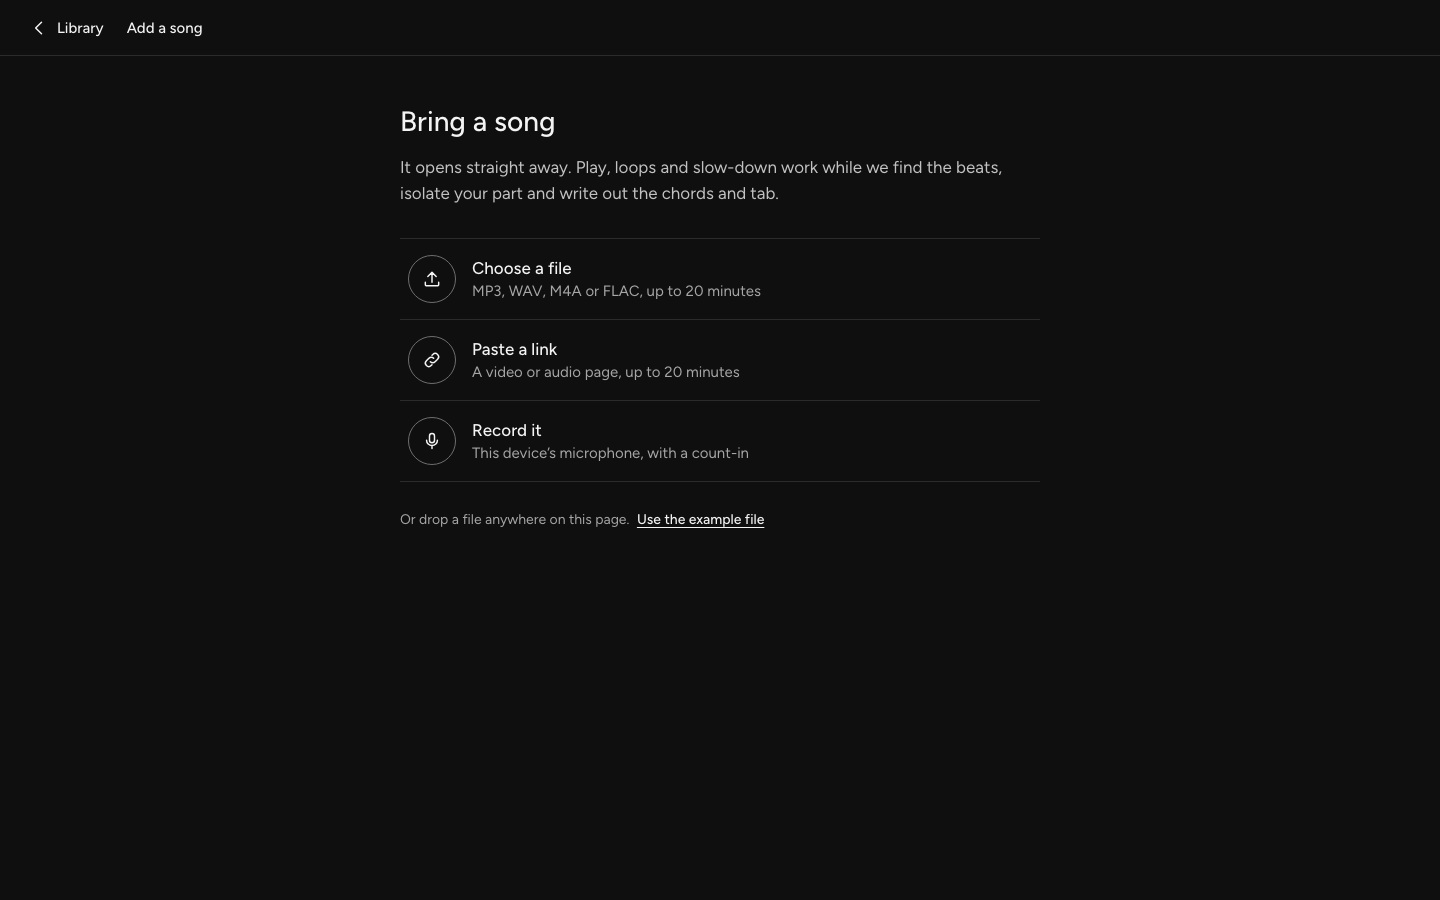 Library Add a song
Bring a song
It opens straight away. Play, loops and slow-down work while we find the beats,
isolate your part and write out the chords and tab.
Choose a file
MP3, WAV, M4A or FLAC, up to 20 minutes
Paste a link
A video or audio page, up to 20 minutes
Record it
This device’s microphone, with a count-in
Or drop a file anywhere on this page. Use the example file